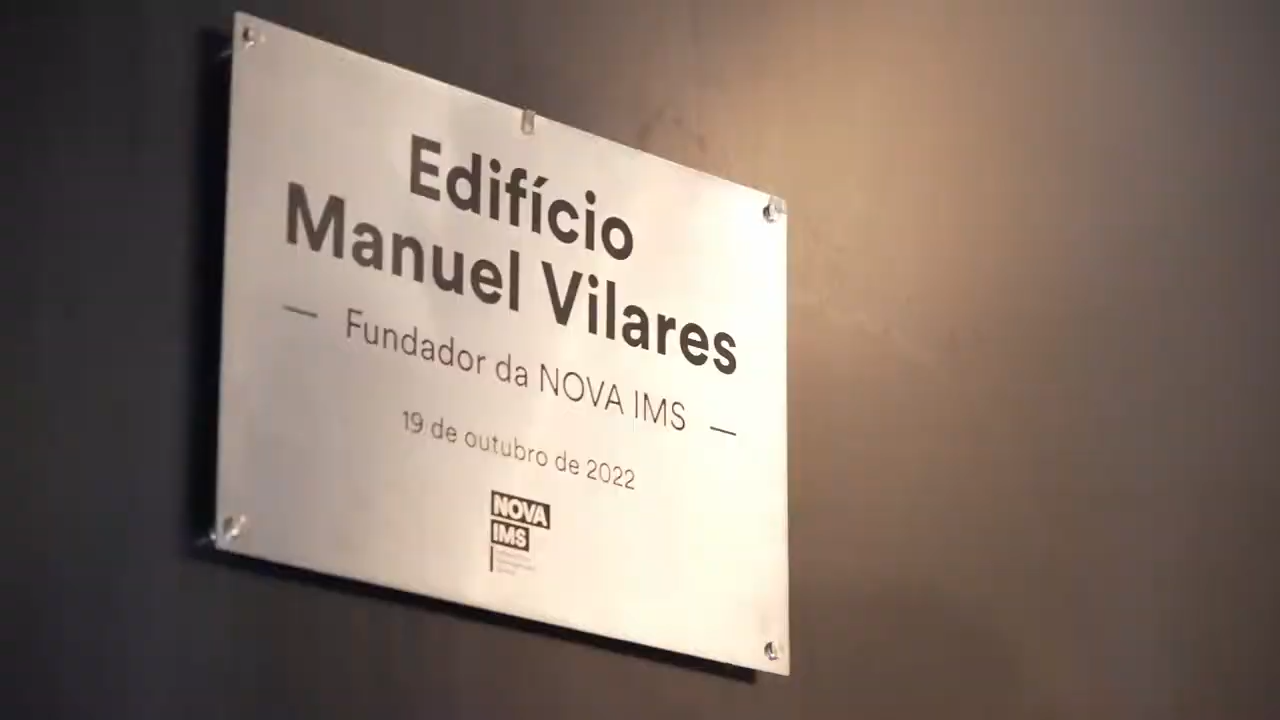 Edifício
Manuel Vilares
— Fundador da NOVA IMS —
19 de outubro de 2022
NOVA
IMS